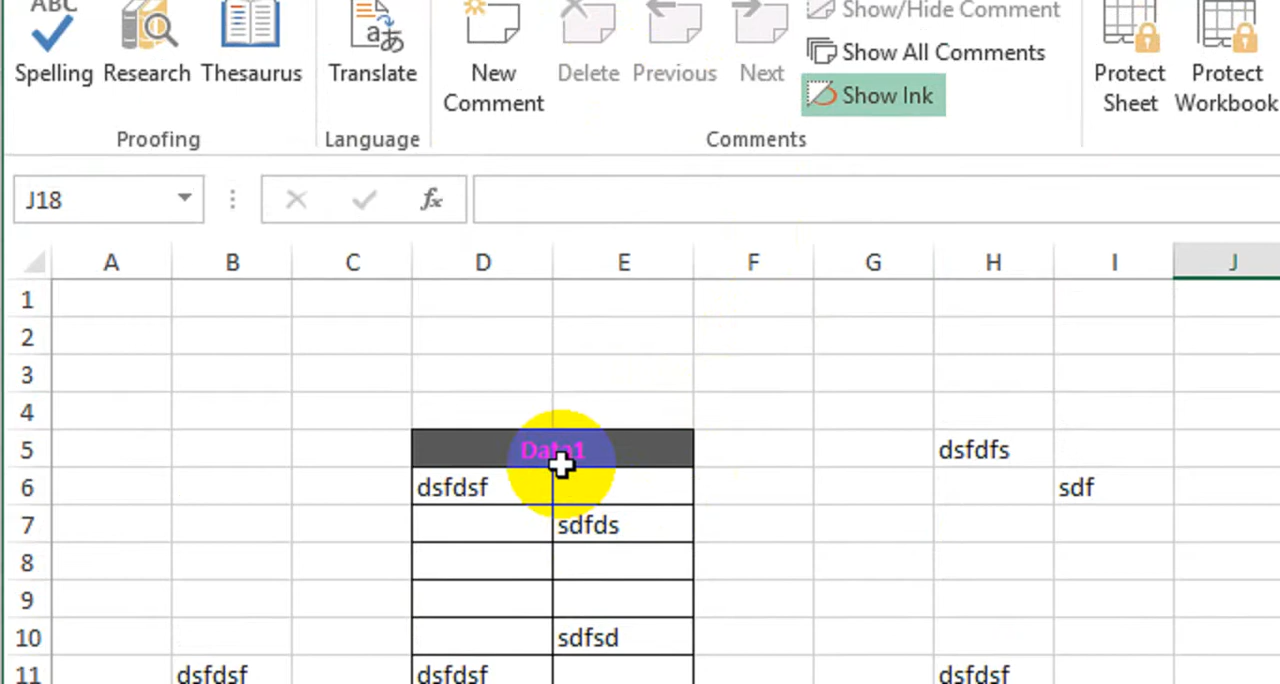 ABC
Spelling Research Thesaurus
Proofing
Translate
Language
New Comment
Delete Previous Next
Show/Hide Comment
Show All Comments
Show Ink
Comments
Protect Sheet
Protect Workbook
J18 fx
A B C D E F G H I J
1
2
3
4
5 Data1 dsfdfs
6 dsfdsf sdf
7 sdfds
8
9
10 sdfsd
11 dsfdsf dsfdsf dsfdsf